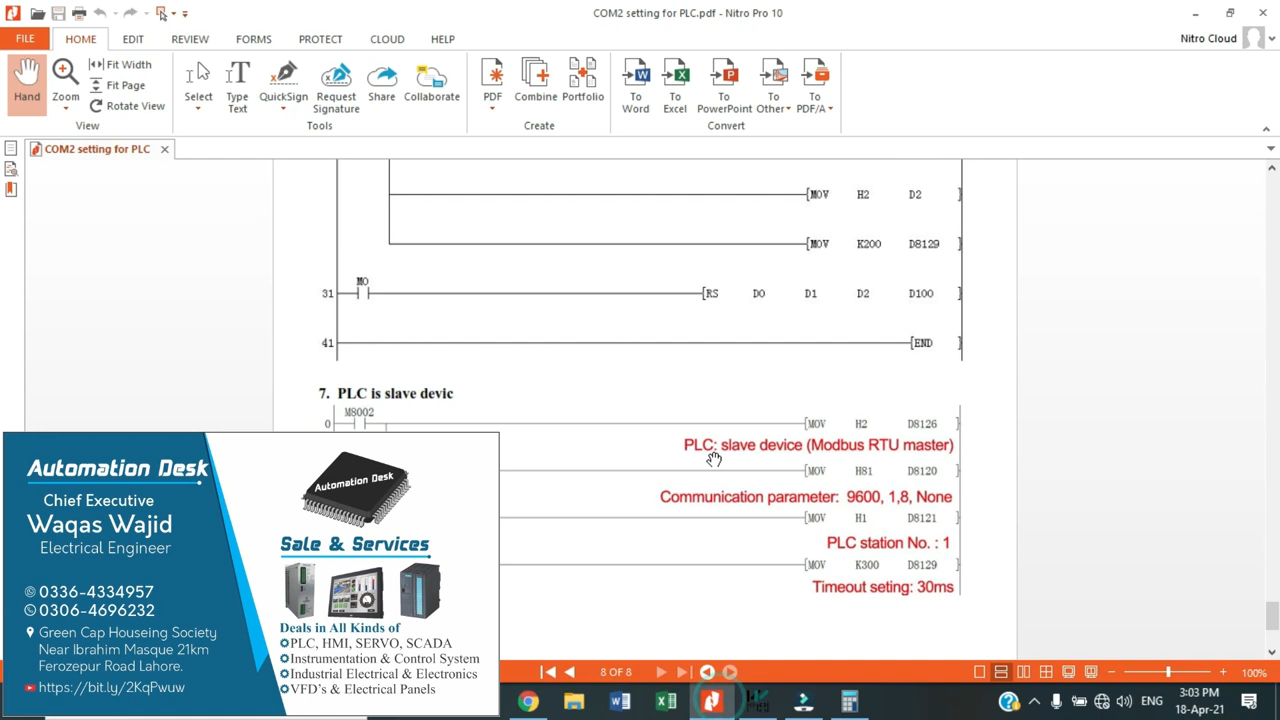 COM2 setting for PLC.pdf - Nitro Pro 10
FILE HOME EDIT REVIEW FORMS PROTECT CLOUD HELP Nitro Cloud
Hand Zoom Fit Width Fit Page Rotate View
View
Select Type Text QuickSign Request Signature Share Collaborate
Tools
PDF Combine Portfolio
Create
To Word To Excel To PowerPoint To Other To PDF/A
Convert
COM2 setting for PLC
MOV H2 D2
MOV K200 D8129
M0
31 RS D0 D1 D2 D100
41 END
7. PLC is slave devic
M8002
0 MOV H2 D8126
PLC: slave device (Modbus RTU master)
MOV H81 D8120
Communication parameter: 9600, 1,8, None
MOV H1 D8121
PLC station No. : 1
MOV K300 D8129
Timeout seting: 30ms
Automation Desk
Chief Executive
Waqas Wajid
Electrical Engineer
0336-4334957
0306-4696232
Green Cap Houseing Society
Near Ibrahim Masque 21km
Ferozepur Road Lahore.
https://bit.ly/2KqPwuw
Automation Desk
Sale & Services
Deals in All Kinds of
PLC, HMI, SERVO, SCADA
Instrumentation & Control System
Industrial Electrical & Electronics
VFD's & Electrical Panels
8 OF 8
100%
ENG
3:03 PM
18-Apr-21